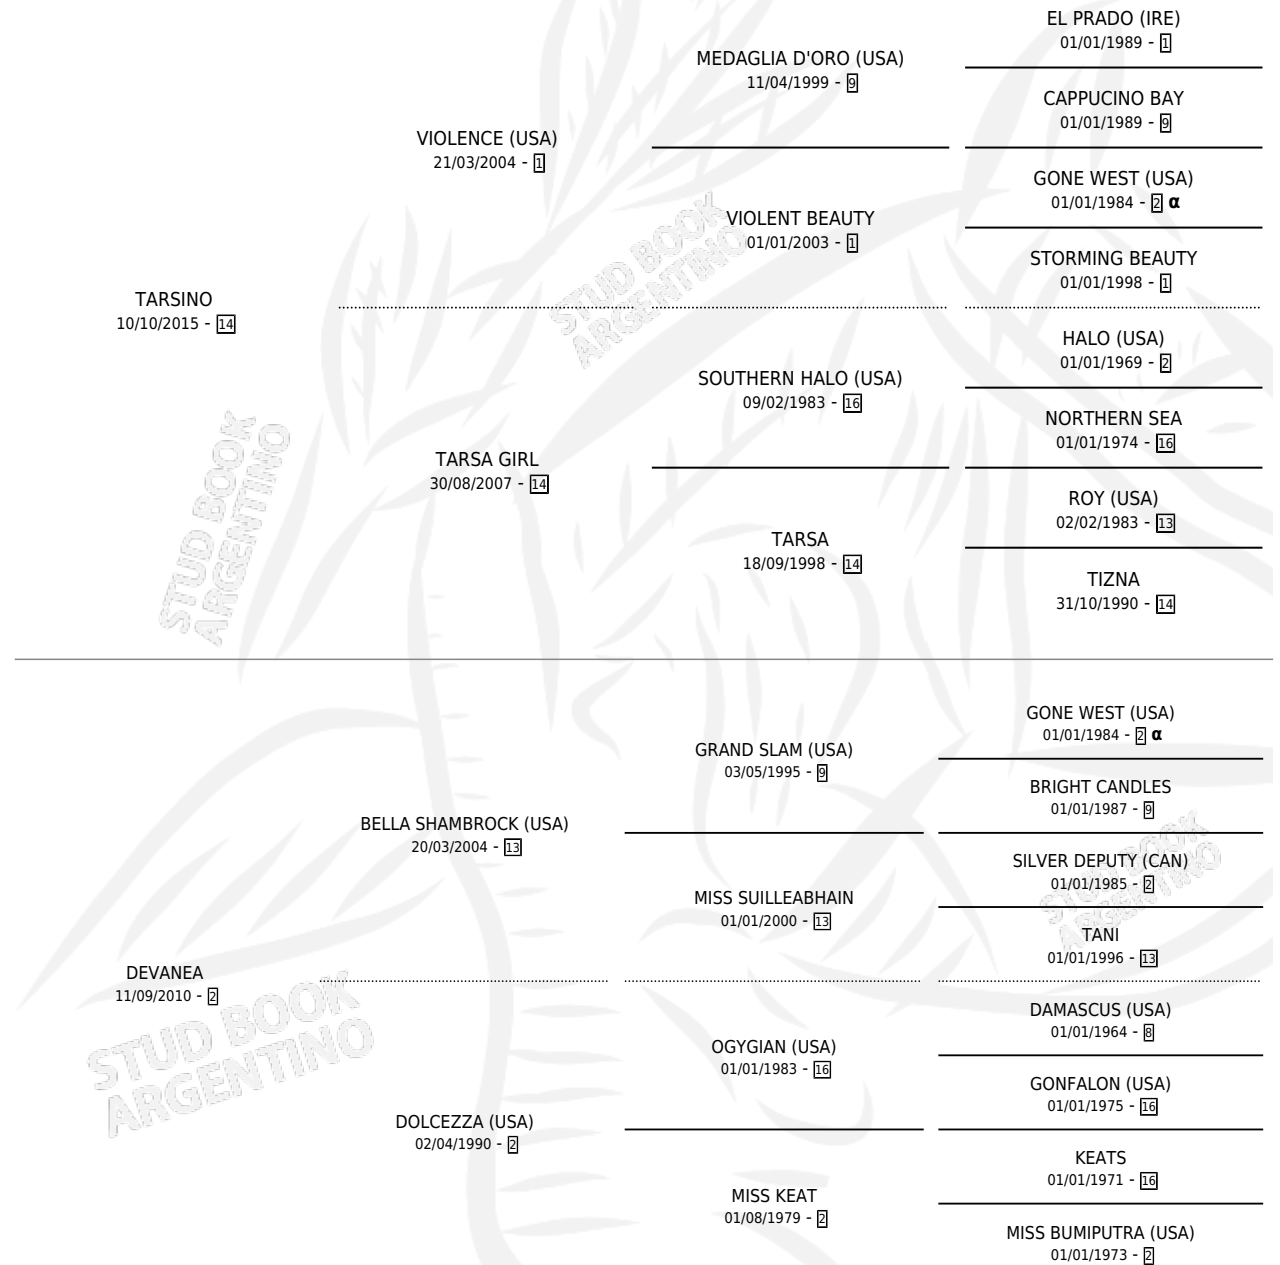 EL PRADO (IRE)
01/01/1989 - 1
MEDAGLIA D'ORO (USA)
11/04/1999 - 9
CAPPUCINO BAY
01/01/1989 - 9
VIOLENCE (USA)
21/03/2004 - 1
GONE WEST (USA)
01/01/1984 - 2 α
VIOLENT BEAUTY
01/01/2003 - 1
STORMING BEAUTY
01/01/1998 - 1
TARSINO
10/10/2015 - 14
HALO (USA)
01/01/1969 - 2
SOUTHERN HALO (USA)
09/02/1983 - 16
NORTHERN SEA
01/01/1974 - 16
TARSA GIRL
30/08/2007 - 14
ROY (USA)
02/02/1983 - 13
TARSA
18/09/1998 - 14
TIZNA
31/10/1990 - 14
GONE WEST (USA)
01/01/1984 - 2 α
GRAND SLAM (USA)
03/05/1995 - 9
BRIGHT CANDLES
01/01/1987 - 9
BELLA SHAMBROCK (USA)
20/03/2004 - 13
SILVER DEPUTY (CAN)
01/01/1985 - 2
MISS SUILLEABHAIN
01/01/2000 - 13
TANI
01/01/1996 - 13
DEVANEA
11/09/2010 - 2
DAMASCUS (USA)
01/01/1964 - 8
OGYGIAN (USA)
01/01/1983 - 16
GONFALON (USA)
01/01/1975 - 16
DOLCEZZA (USA)
02/04/1990 - 2
KEATS
01/01/1971 - 16
MISS KEAT
01/08/1979 - 2
MISS BUMIPUTRA (USA)
01/01/1973 - 2
STUD BOOK
ARGENTINO
STUD BOOK
ARGENTINO
STUD BOOK
ARGENTINO
STUD BOOK
ARGENTINO